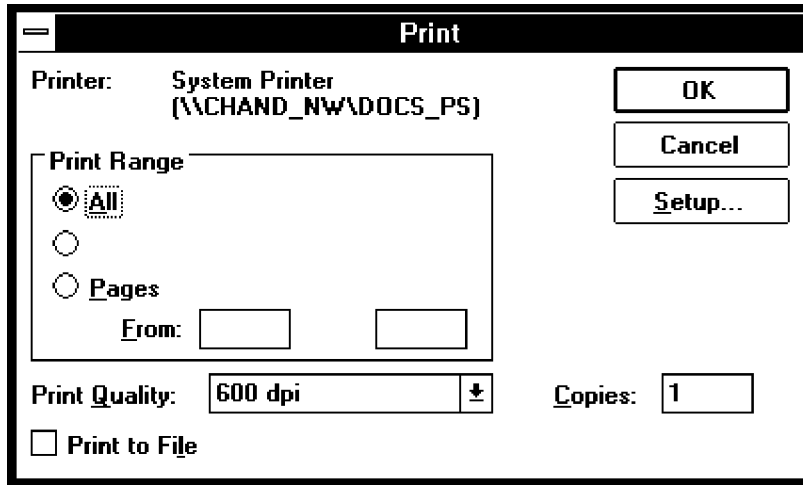 Print
Printer: System Printer
(\\CHAND_NW\DOCS_PS)
OK
Cancel
Setup...
Print Range
All
Pages
From:
Print Quality: 600 dpi
Copies: 1
Print to File